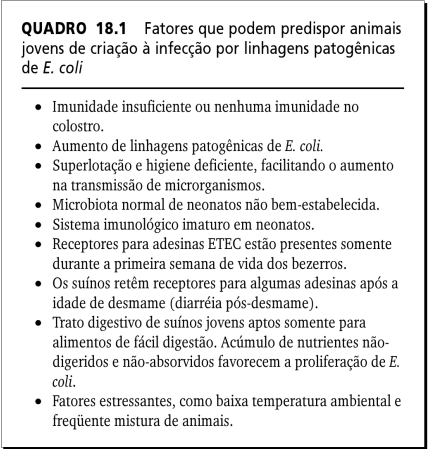 QUADRO 18.1 Fatores que podem predispor animais
jovens de criação à infecção por linhagens patogênicas
de E. coli
• Imunidade insuficiente ou nenhuma imunidade no
colostro.
• Aumento de linhagens patogênicas de E. coli.
• Superlotação e higiene deficiente, facilitando o aumento
na transmissão de microrganismos.
• Microbiota normal de neonatos não bem-estabelecida.
• Sistema imunológico imaturo em neonatos.
• Receptores para adesinas ETEC estão presentes somente
durante a primeira semana de vida dos bezerros.
• Os suínos retêm receptores para algumas adesinas após a
idade de desmame (diarréia pós-desmame).
• Trato digestivo de suínos jovens aptos somente para
alimentos de fácil digestão. Acúmulo de nutrientes não-
digeridos e não-absorvidos favorecem a proliferação de E.
coli.
• Fatores estressantes, como baixa temperatura ambiental e
freqüente mistura de animais.